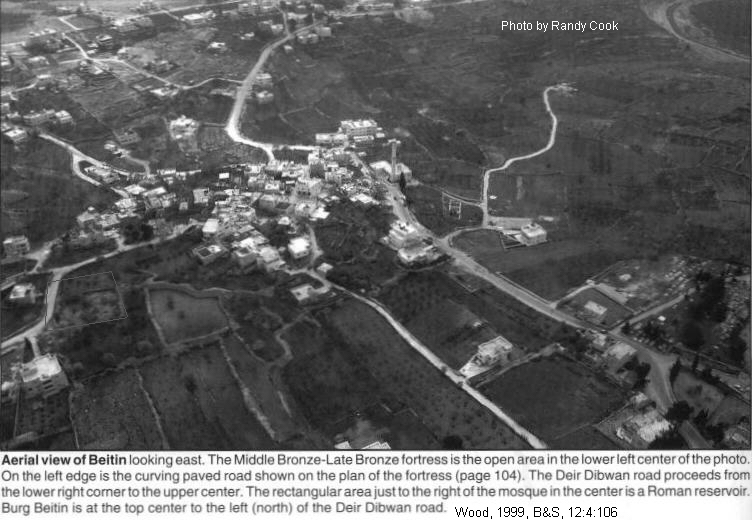 Photo by Randy Cook
Aerial view of Beitin looking east. The Middle Bronze-Late Bronze fortress is the open area in the lower left center of the photo.
On the left edge is the curving paved road shown on the plan of the fortress (page 104). The Deir Dibwan road proceeds from
the lower right corner to the upper center. The rectangular area just to the right of the mosque in the center is a Roman reservoir.
Burg Beitin is at the top center to the left (north) of the Deir Dibwan road. Wood, 1999, B&S, 12:4:106